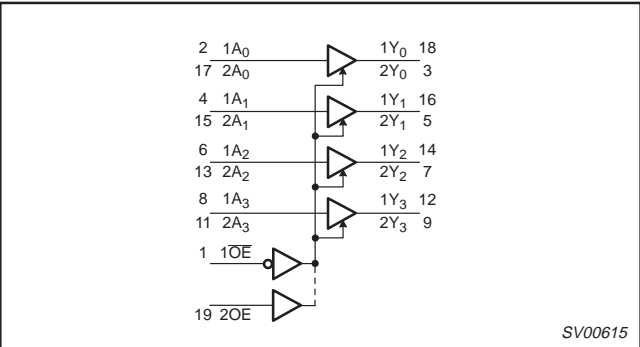 2 1A0 1Y0 18
17 2A0 2Y0 3
4 1A1 1Y1 16
15 2A1 2Y1 5
6 1A2 1Y2 14
13 2A2 2Y2 7
8 1A3 1Y3 12
11 2A3 2Y3 9
1 1O̅E̅
19 2OE
SV00615